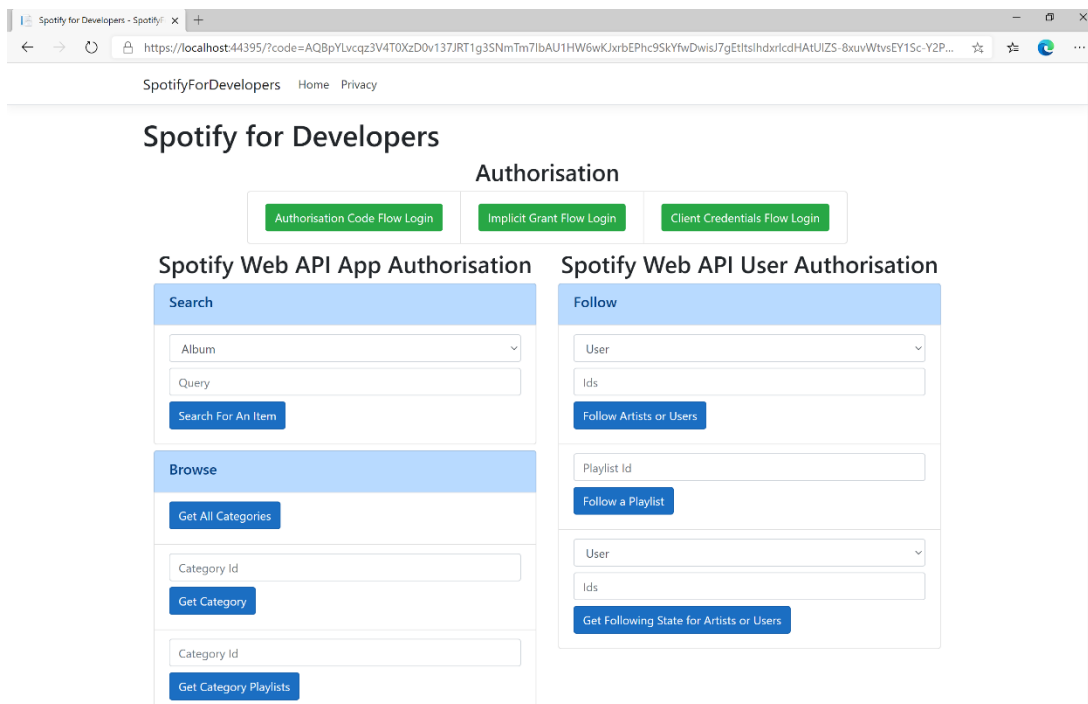 Spotify for Developers - Spotify
https://localhost:44395/?code=AQBpYLvcqz3V4T0XzD0v137JRT1g3SNmTm7IbAU1HW6wKJxrbEPhc9SkYfwDwisJ7gEtltsIhdxrlcdHAtUlZS-8xuvWtvsEY1Sc-Y2P...
SpotifyForDevelopers Home Privacy
Spotify for Developers
Authorisation
Authorisation Code Flow Login Implicit Grant Flow Login Client Credentials Flow Login
Spotify Web API App Authorisation
Search
Album
Query
Search For An Item
Browse
Get All Categories
Category Id
Get Category
Category Id
Get Category Playlists
Spotify Web API User Authorisation
Follow
User
Ids
Follow Artists or Users
Playlist Id
Follow a Playlist
User
Ids
Get Following State for Artists or Users